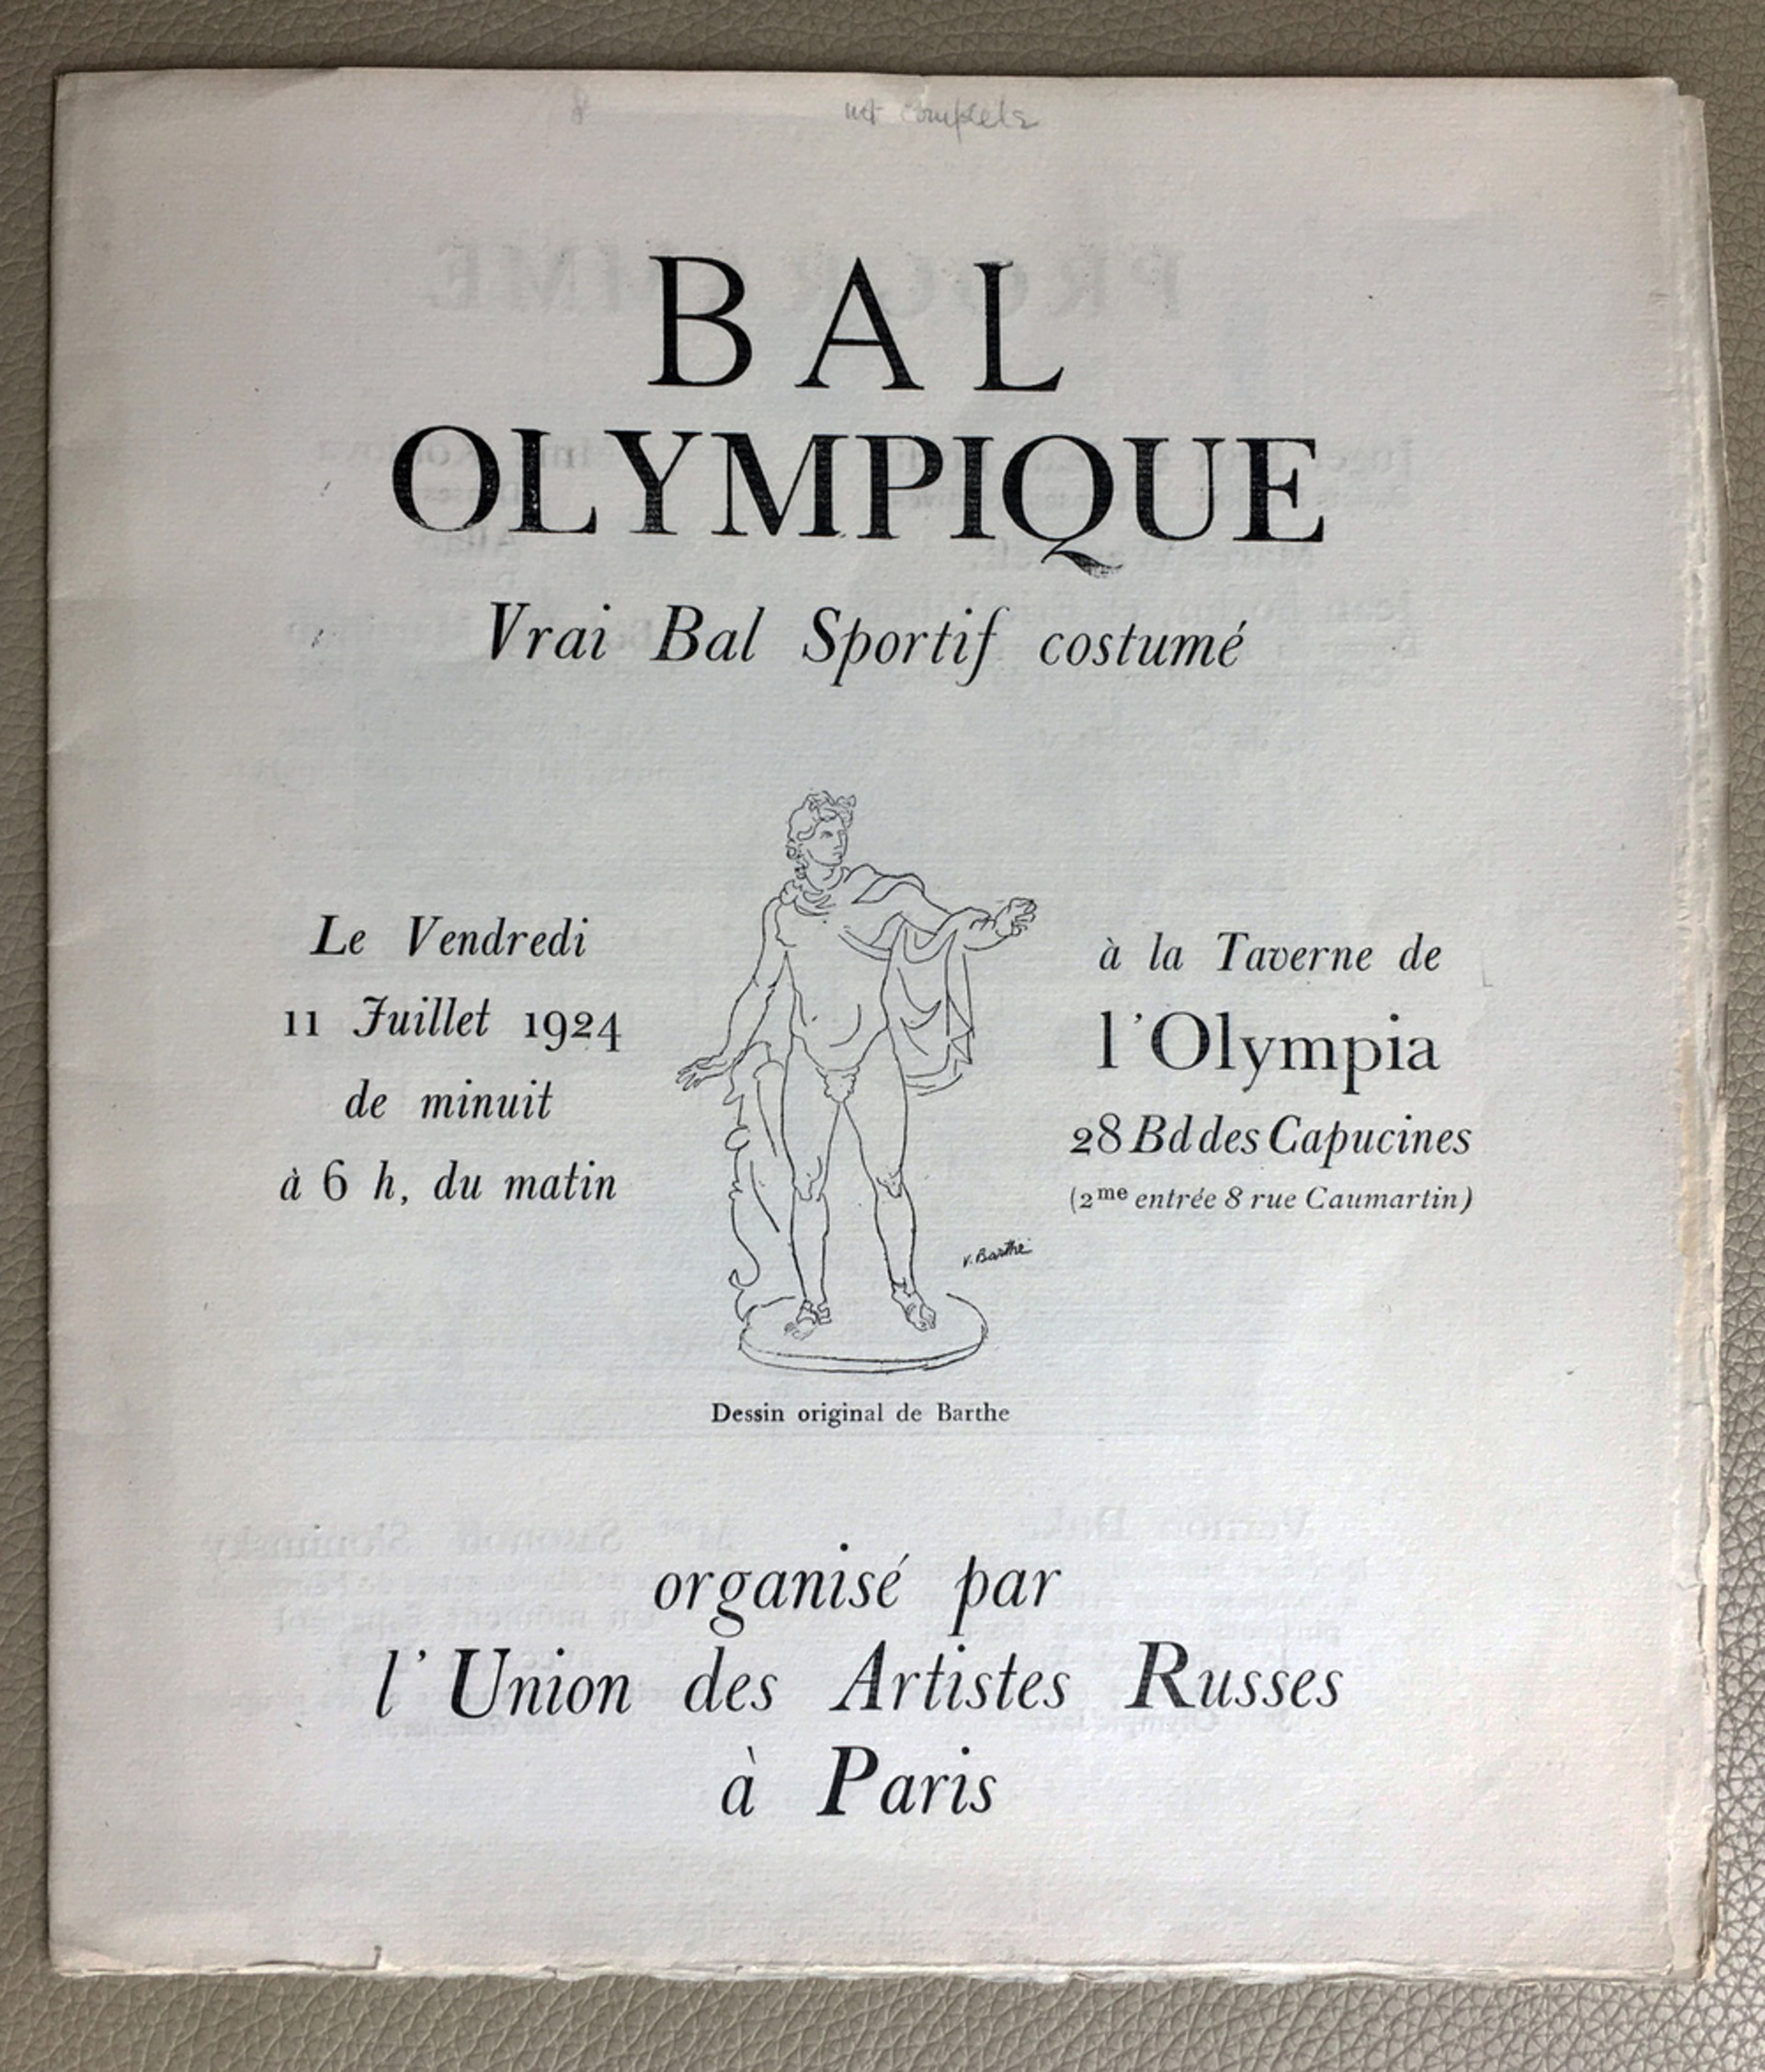 not complete
BAL
OLYMPIQUE
Vrai Bal Sportif costumé
Le Vendredi
11 Juillet 1924
de minuit
à 6 h, du matin
à la Taverne de
l'Olympia
28 Bd des Capucines
(2me entrée 8 rue Caumartin)
V. Barthe
Dessin original de Barthe
organisé par
l'Union des Artistes Russes
à Paris